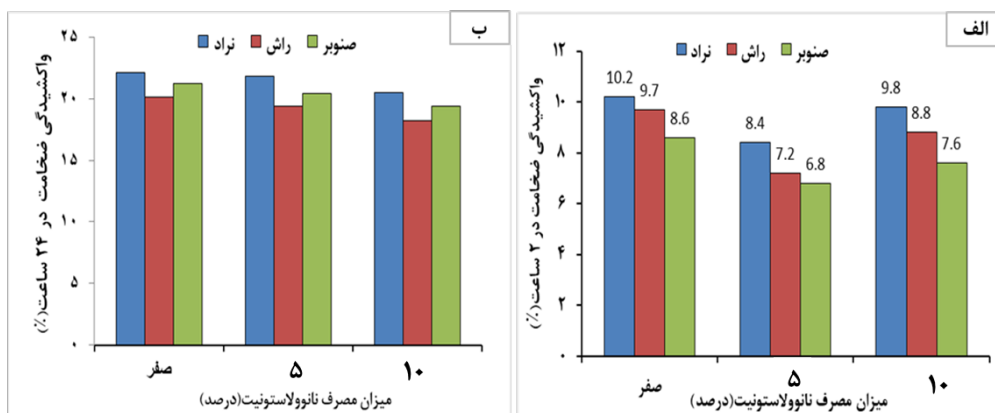 الف
نراد راش صنوبر
واکشیدگی ضخامت در ۲ ساعت(٪)
۱۲
۱۰
۸
۶
۴
۲
۰
10.2 9.7 8.6
8.4 7.2 6.8
9.8 8.8 7.6
صفر ۵ ۱۰
میزان مصرف نانوولاستونیت(درصد)
ب
نراد راش صنوبر
واکشیدگی ضخامت در ۲۴ ساعت(٪)
۲۵
۲۰
۱۵
۱۰
۵
۰
صفر ۵ ۱۰
میزان مصرف نانوولاستونیت(درصد)